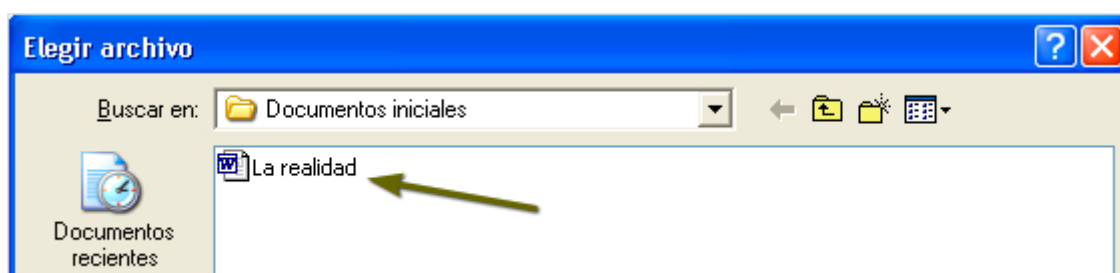 Elegir archivo
Buscar en: Documentos iniciales
La realidad
Documentos
recientes